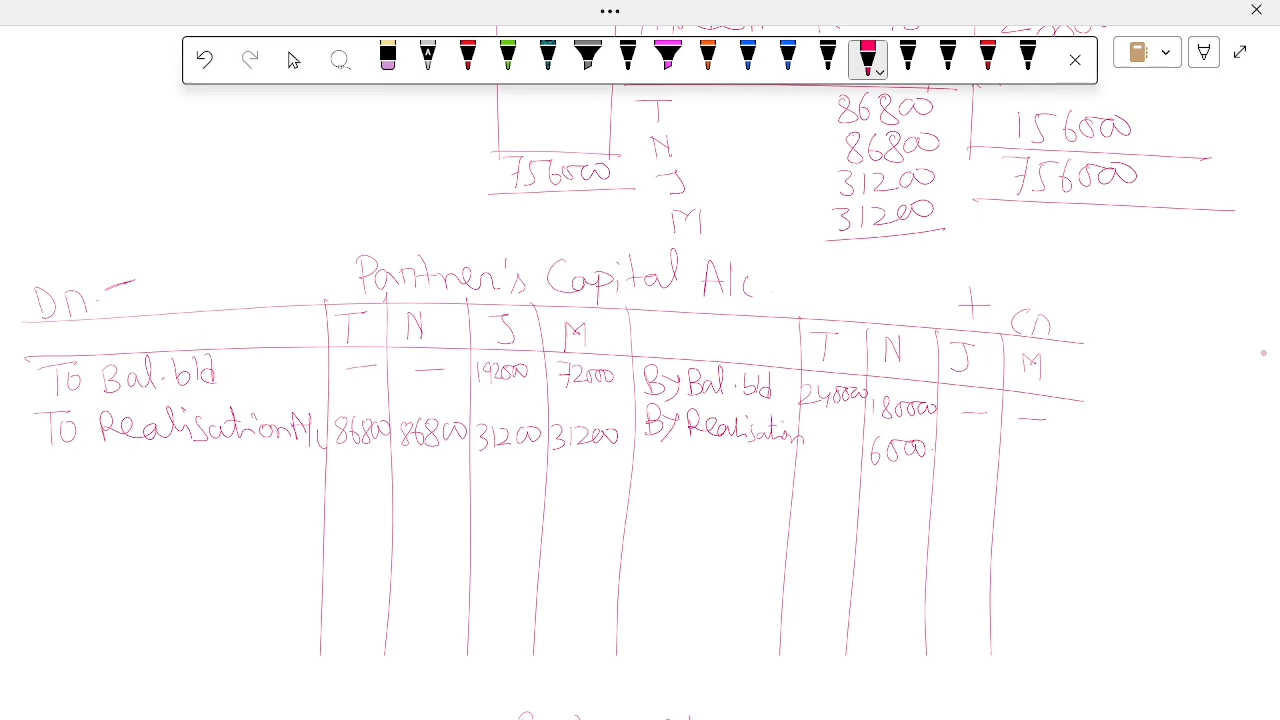 T 86800
N 86800 156000
756000 J 31200 756000
M 31200
Partner's Capital A/c
Dr. - + Cr
T N J M T N J M
To Bal. b/d — — 192000 72000 By Bal. b/d 240000 180000 — —
To Realisation A/c 86800 86800 31200 31200 By Realisation 6000